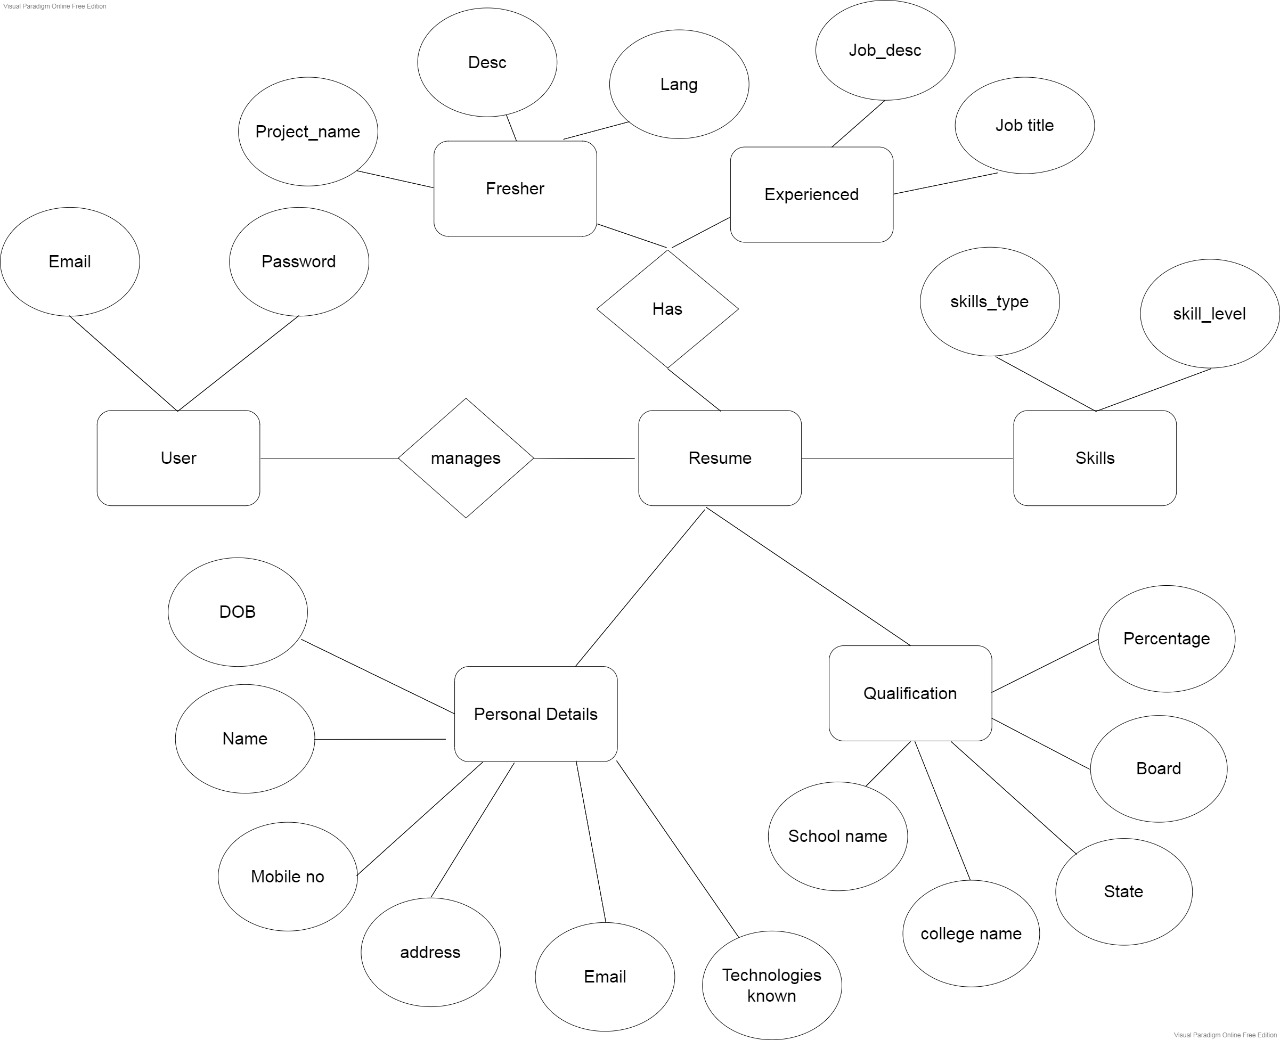 Visual Paradigm Online Free Edition
Job_desc
Desc
Lang
Job title
Project_name
Fresher
Experienced
Email
Password
skills_type
Has
skill_level
User
manages
Resume
Skills
DOB
Percentage
Qualification
Personal Details
Name
Board
School name
Mobile no
State
college name
address
Email
Technologies
known
Visual Paradigm Online Free Edition